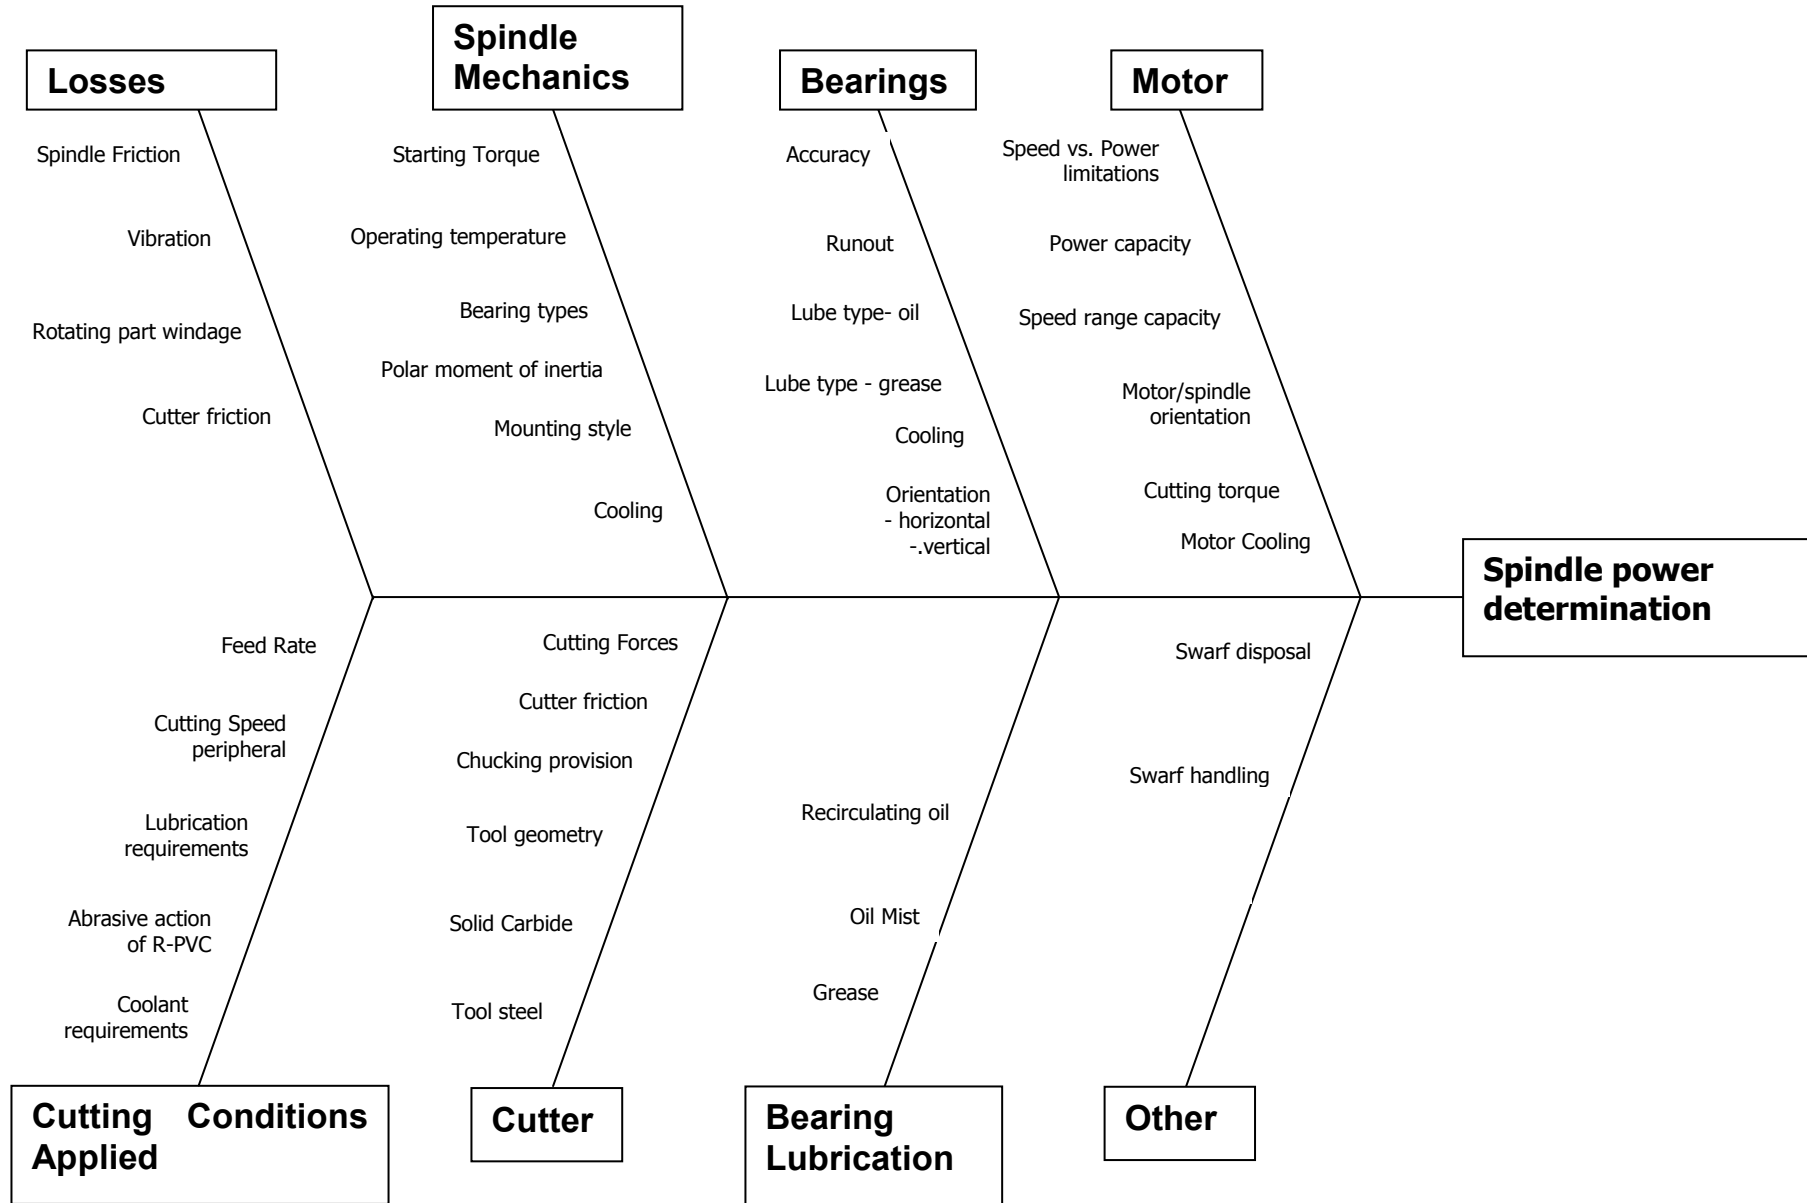 Losses
Spindle
Mechanics
Bearings
Motor
Spindle Friction
Vibration
Rotating part windage
Cutter friction
Starting Torque
Operating temperature
Bearing types
Polar moment of inertia
Mounting style
Cooling
Accuracy
Runout
Lube type- oil
Lube type - grease
Cooling
Orientation
- horizontal
-.vertical
Speed vs. Power
limitations
Power capacity
Speed range capacity
Motor/spindle
orientation
Cutting torque
Motor Cooling
Spindle power
determination
Feed Rate
Cutting Speed
peripheral
Lubrication
requirements
Abrasive action
of R-PVC
Coolant
requirements
Cutting Forces
Cutter friction
Chucking provision
Tool geometry
Solid Carbide
Tool steel
Recirculating oil
Oil Mist
Grease
Swarf disposal
Swarf handling
Cutting Conditions
Applied
Cutter
Bearing
Lubrication
Other